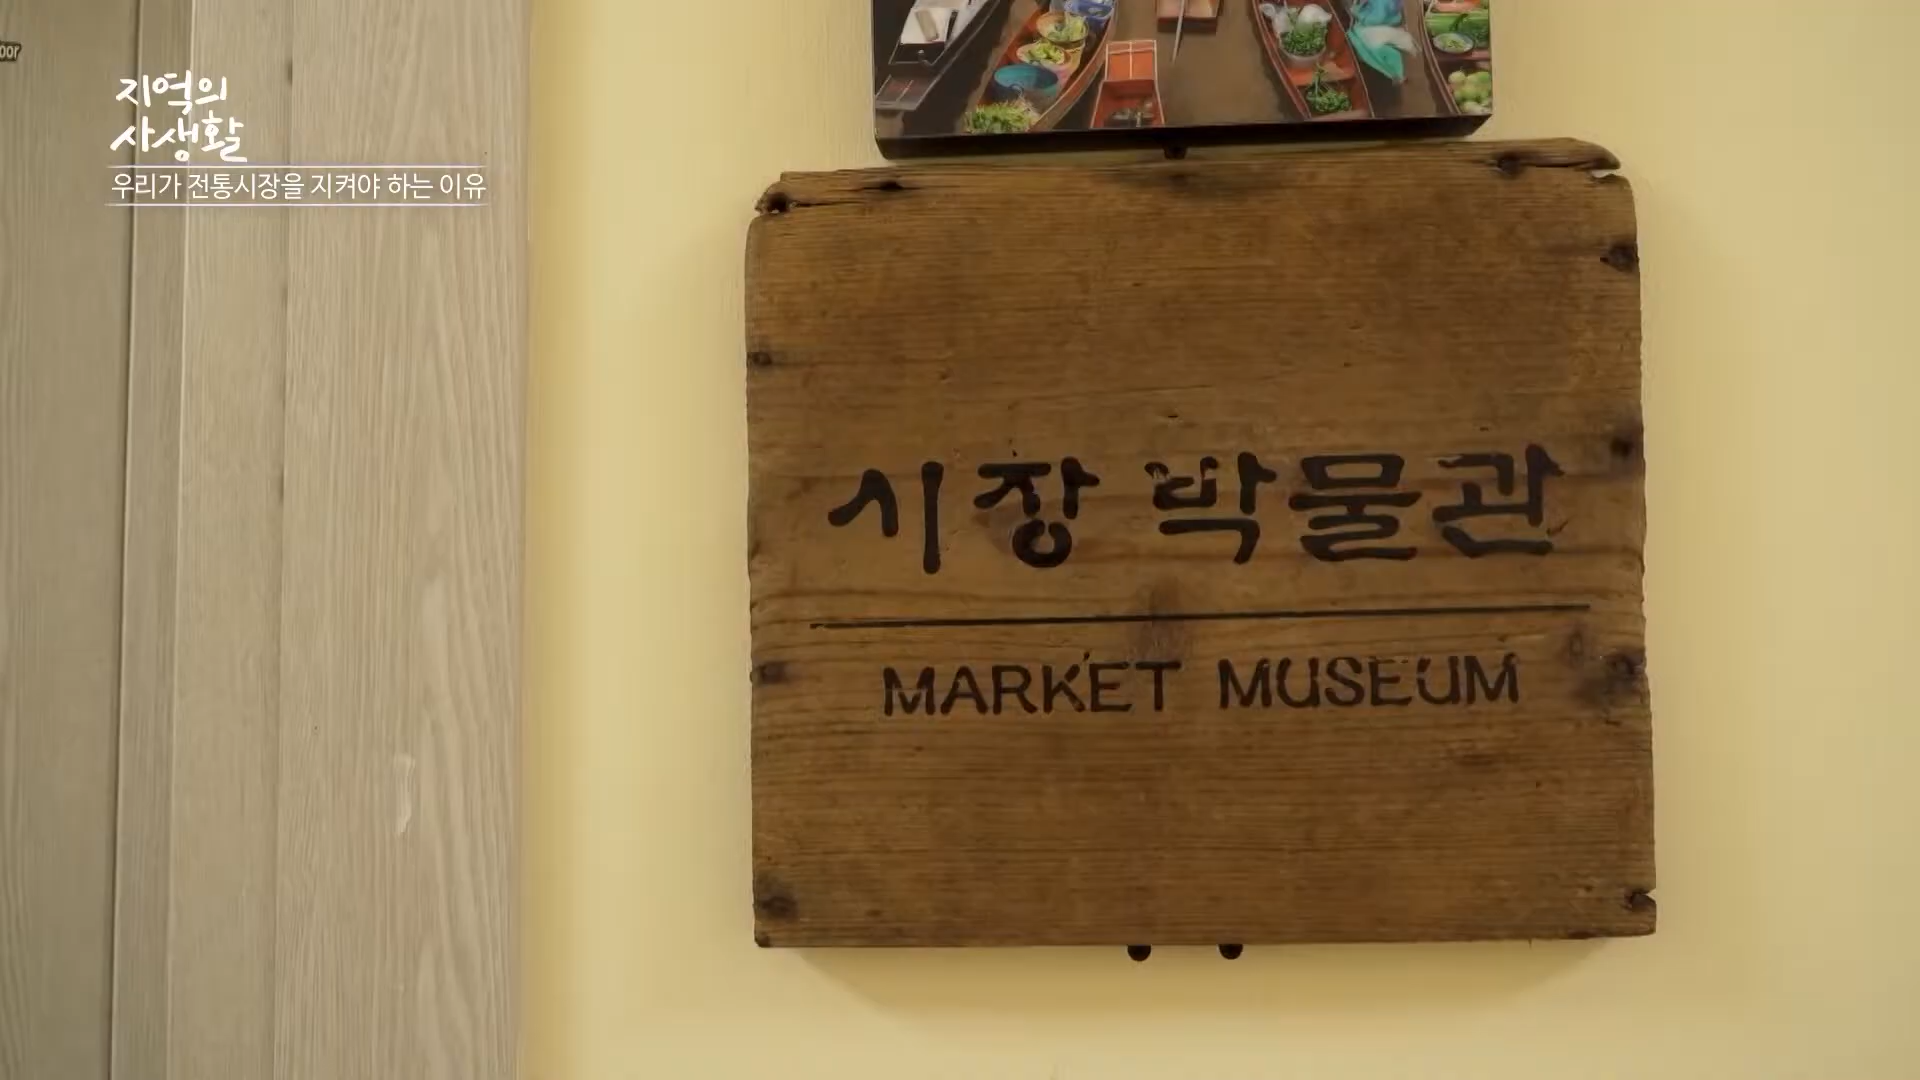 지역의
사생활
우리가 전통시장을 지켜야 하는 이유
시장 박물관
MARKET MUSEUM